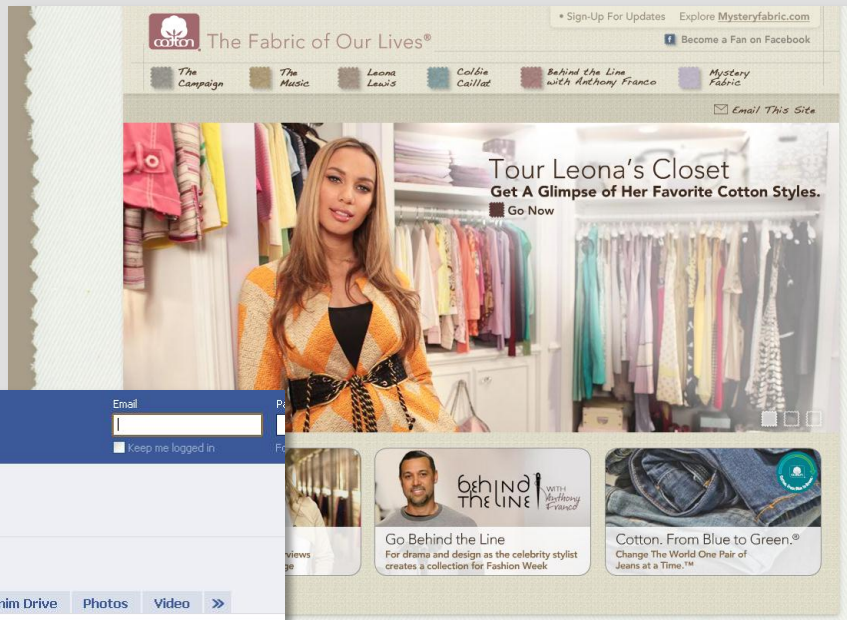 • Sign-Up For Updates Explore Mysteryfabric.com
cotton The Fabric of Our Lives®
Become a Fan on Facebook
The Campaign
The Music
Leona Lewis
Colbie Caillat
Behind the Line with Anthony Franco
Mystery Fabric
Email This Site
Tour Leona's Closet
Get A Glimpse of Her Favorite Cotton Styles.
Go Now
Email
Keep me logged in
behind
THE LINE WITH
Anthony
Franco
Go Behind the Line
For drama and design as the celebrity stylist
creates a collection for Fashion Week
Cotton. From Blue to Green.®
Change The World One Pair of
Jeans at a Time.™
Drive Photos Video »